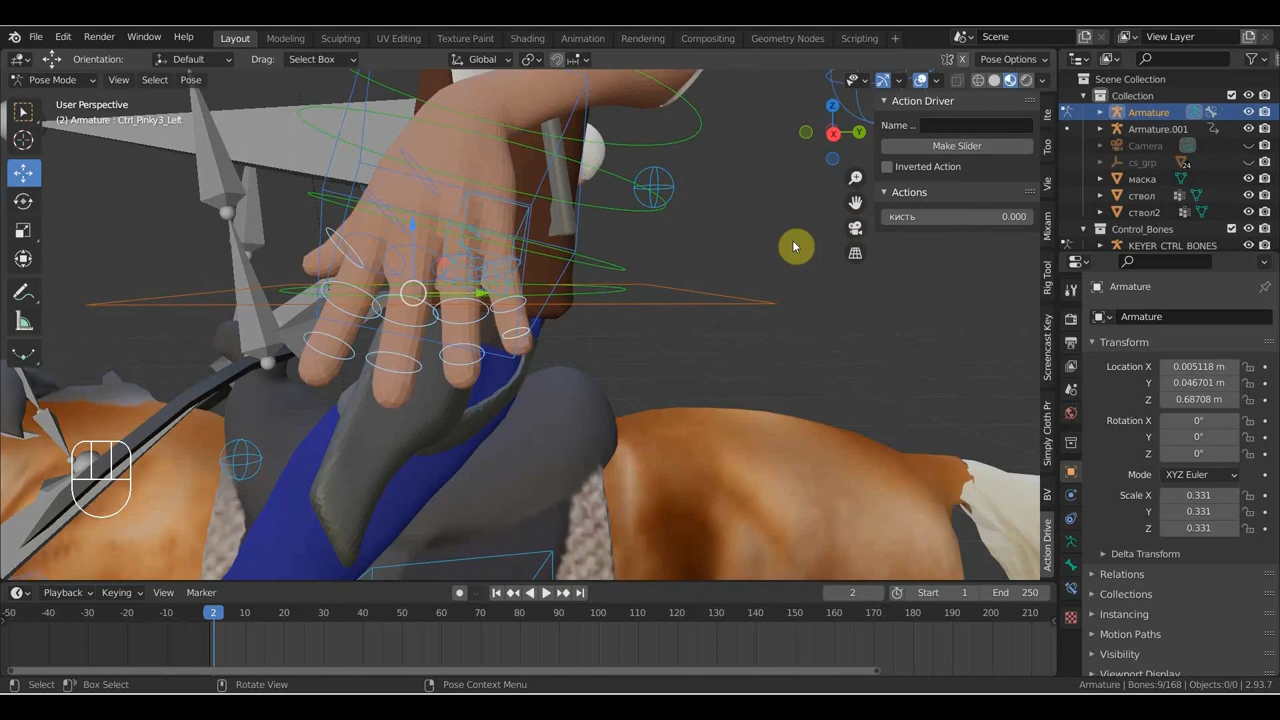 File Edit Render Window Help
Layout Modeling Sculpting UV Editing Texture Paint Shading Animation Rendering Compositing Geometry Nodes Scripting +
Scene
View Layer
Orientation: Default Drag: Select Box
Global
Pose Options
Pose Mode View Select Pose
User Perspective
(2) Armature : Ctrl_Pinky3_Left
Action Driver
Name ..
Make Slider
Inverted Action
Actions
кисть 0.000
Z
Y
X
Ite
Too
Vie
Mixam
Rig Tool
Screencast Key
Simply Cloth Pr
BV
Action Drive
Scene Collection
Collection
Armature
Armature.001
Camera
cs_grp
24
маска
ствол
ствол2
Control_Bones
KEYER_CTRL_BONES
Armature
Armature
Transform
Location X 0.005118 m
Y 0.046701 m
Z 0.68708 m
Rotation X 0°
Y 0°
Z 0°
Mode XYZ Euler
Scale X 0.331
Y 0.331
Z 0.331
Delta Transform
Relations
Collections
Instancing
Motion Paths
Visibility
Viewport Display
Playback Keying View Marker
2 Start 1 End 250
-50 -40 -30 -20 -10 2 10 20 30 40 50 60 70 80 90 100 110 120 130 140 150 160 170 180 190 200 210
Select Box Select Rotate View Pose Context Menu
Armature | Bones:9/168 | Objects:0/0 | 2.93.7